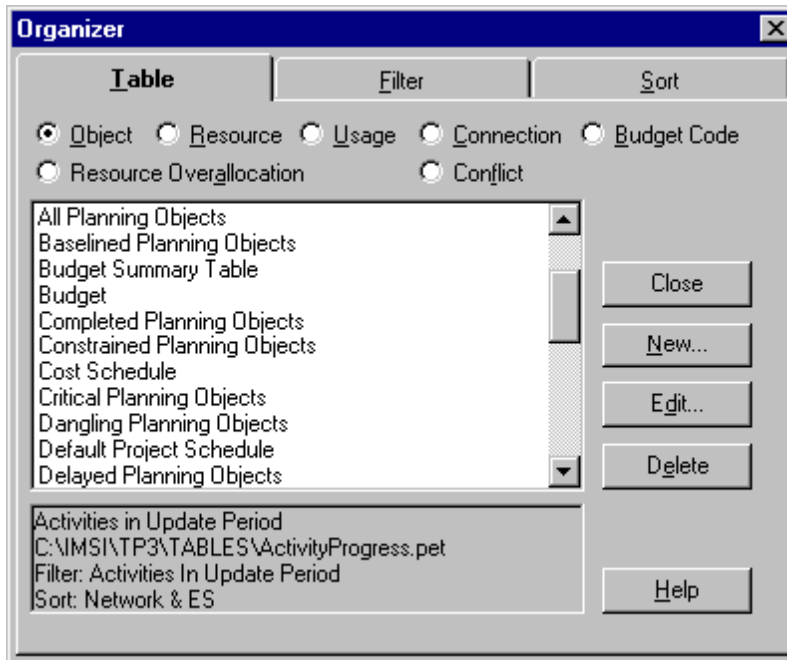 Organizer
Table Filter Sort
Object Resource Usage Connection Budget Code
Resource Overallocation Conflict
All Planning Objects
Baselined Planning Objects
Budget Summary Table
Budget
Completed Planning Objects
Constrained Planning Objects
Cost Schedule
Critical Planning Objects
Dangling Planning Objects
Default Project Schedule
Delayed Planning Objects
Close
New...
Edit...
Delete
Activities in Update Period
C:\IMSI\TP3\TABLES\ActivityProgress.pet
Filter: Activities In Update Period
Sort: Network & ES
Help